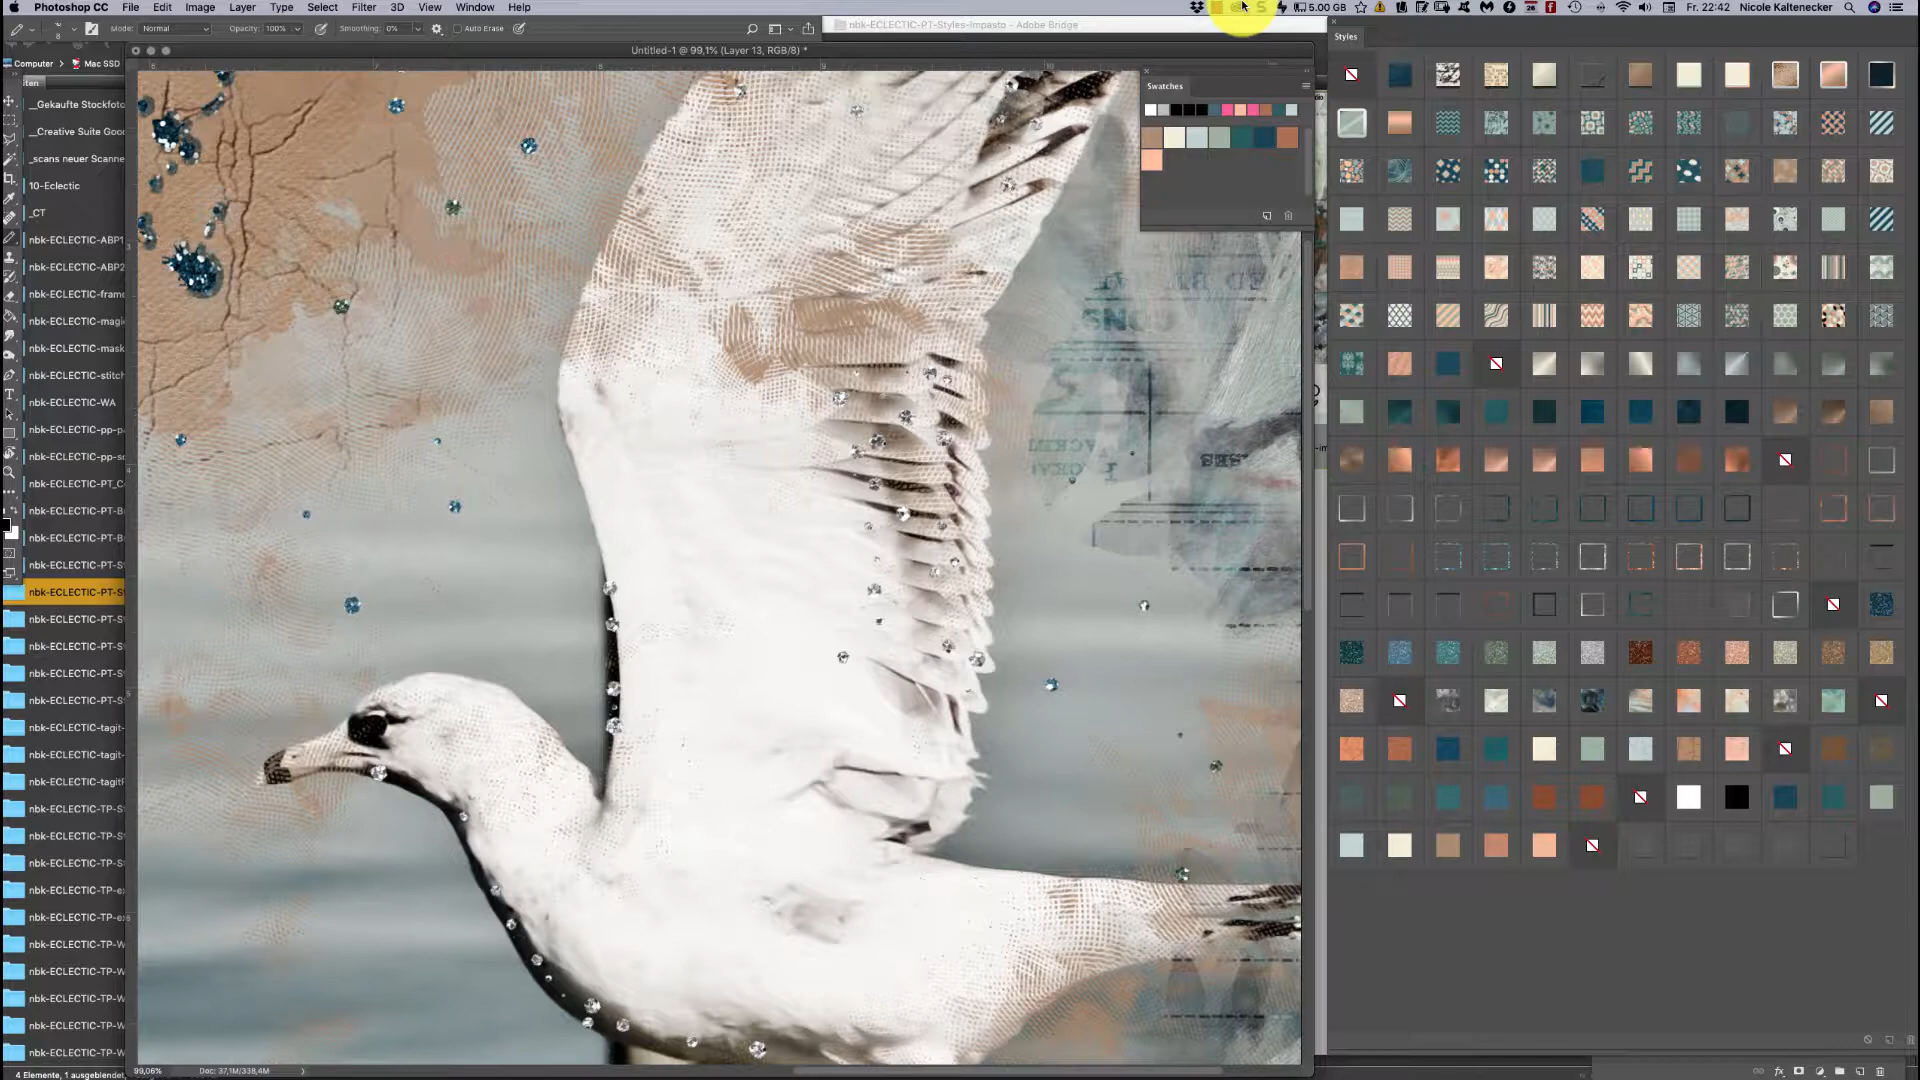 Photoshop CC File Edit Image Layer Type Select Filter 3D View Window Help 5.00 GB Fr. 22:42 Nicole Kaltenecker
Mode: Normal Opacity: 100% Smoothing: 0% Auto Erase nbk-ECLECTIC-PT-Styles-Impasto - Adobe Bridge
Untitled-1 @ 99,1% (Layer 13, RGB/8) *
Styles
Computer > Mac SSD
Swatches
__Gekaufte Stockfoto
__Creative Suite Good
_scans neuer Scanne
10-Eclectic
_CT
nbk-ECLECTIC-ABP1
nbk-ECLECTIC-ABP2
nbk-ECLECTIC-frame
nbk-ECLECTIC-magi
nbk-ECLECTIC-mask
nbk-ECLECTIC-stitch
nbk-ECLECTIC-WA
nbk-ECLECTIC-pp-pa
nbk-ECLECTIC-pp-so
nbk-ECLECTIC-PT_C
nbk-ECLECTIC-PT-B
nbk-ECLECTIC-PT-B
nbk-ECLECTIC-PT-S
nbk-ECLECTIC-PT-S
nbk-ECLECTIC-PT-S
nbk-ECLECTIC-PT-S
nbk-ECLECTIC-PT-S
nbk-ECLECTIC-PT-S
nbk-ECLECTIC-tagit-
nbk-ECLECTIC-tagit-
nbk-ECLECTIC-tagitF
nbk-ECLECTIC-TP-S
nbk-ECLECTIC-TP-S
nbk-ECLECTIC-TP-S
nbk-ECLECTIC-TP-ex
nbk-ECLECTIC-TP-ex
nbk-ECLECTIC-TP-W
nbk-ECLECTIC-TP-W
nbk-ECLECTIC-TP-W
nbk-ECLECTIC-TP-W
nbk-ECLECTIC-TP-W
99,06% Doc: 37,1M/338,4M
4 Elemente, 1 ausgeblendet,